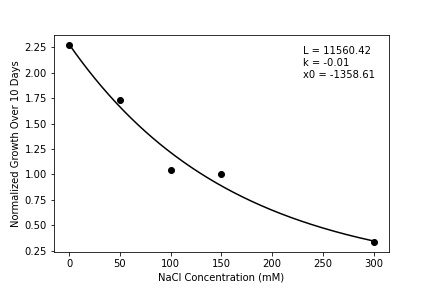 L = 11560.42
k = -0.01
x0 = -1358.61
2.25
2.00
1.75
1.50
1.25
1.00
0.75
0.50
0.25
Normalized Growth Over 10 Days
0 50 100 150 200 250 300
NaCl Concentration (mM)